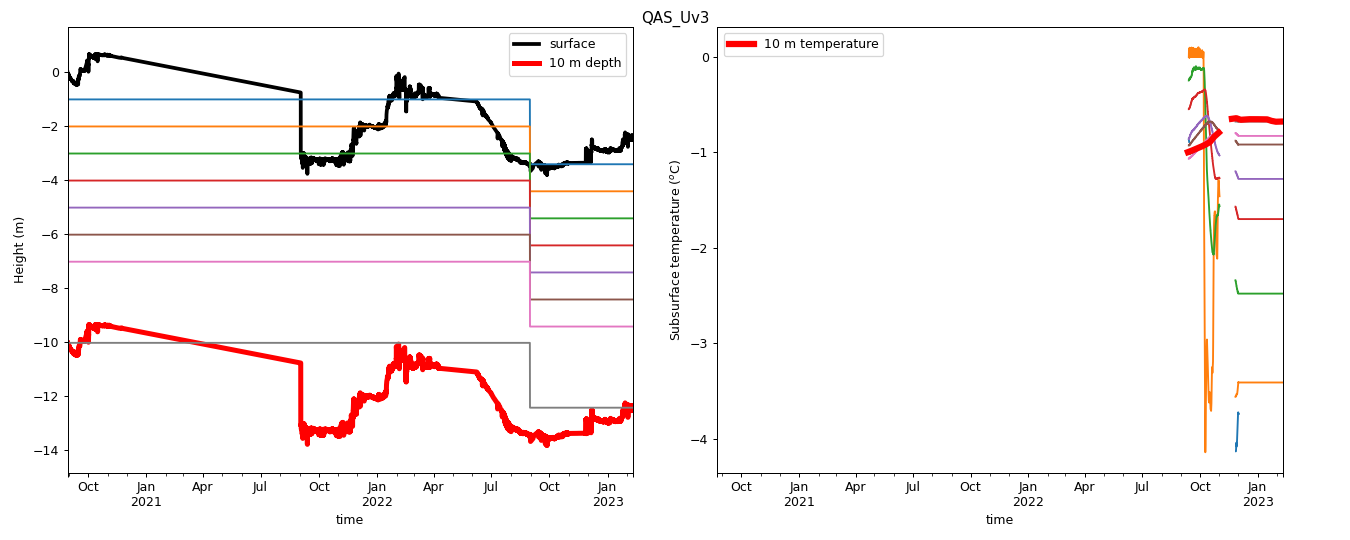 QAS_Uv3
surface
10 m depth
Height (m)
0
−2
−4
−6
−8
−10
−12
−14
Oct Jan Apr Jul Oct Jan Apr Jul Oct Jan
2021 2022 2023
time
10 m temperature
Subsurface temperature (°C)
0
−1
−2
−3
−4
Oct Jan Apr Jul Oct Jan Apr Jul Oct Jan
2021 2022 2023
time